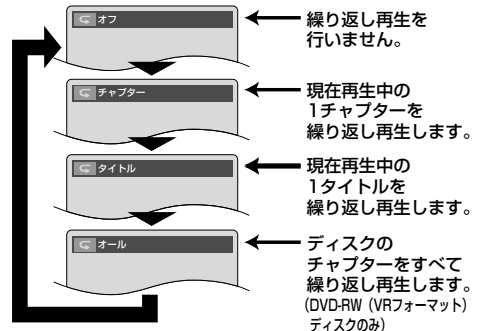 オフ
繰り返し再生を
行いません。
チャプター
現在再生中の
1チャプターを
繰り返し再生します。
タイトル
現在再生中の
1タイトルを
繰り返し再生します。
オール
ディスクの
チャプターをすべて
繰り返し再生します。
(DVD-RW（VRフォーマット）
ディスクのみ)